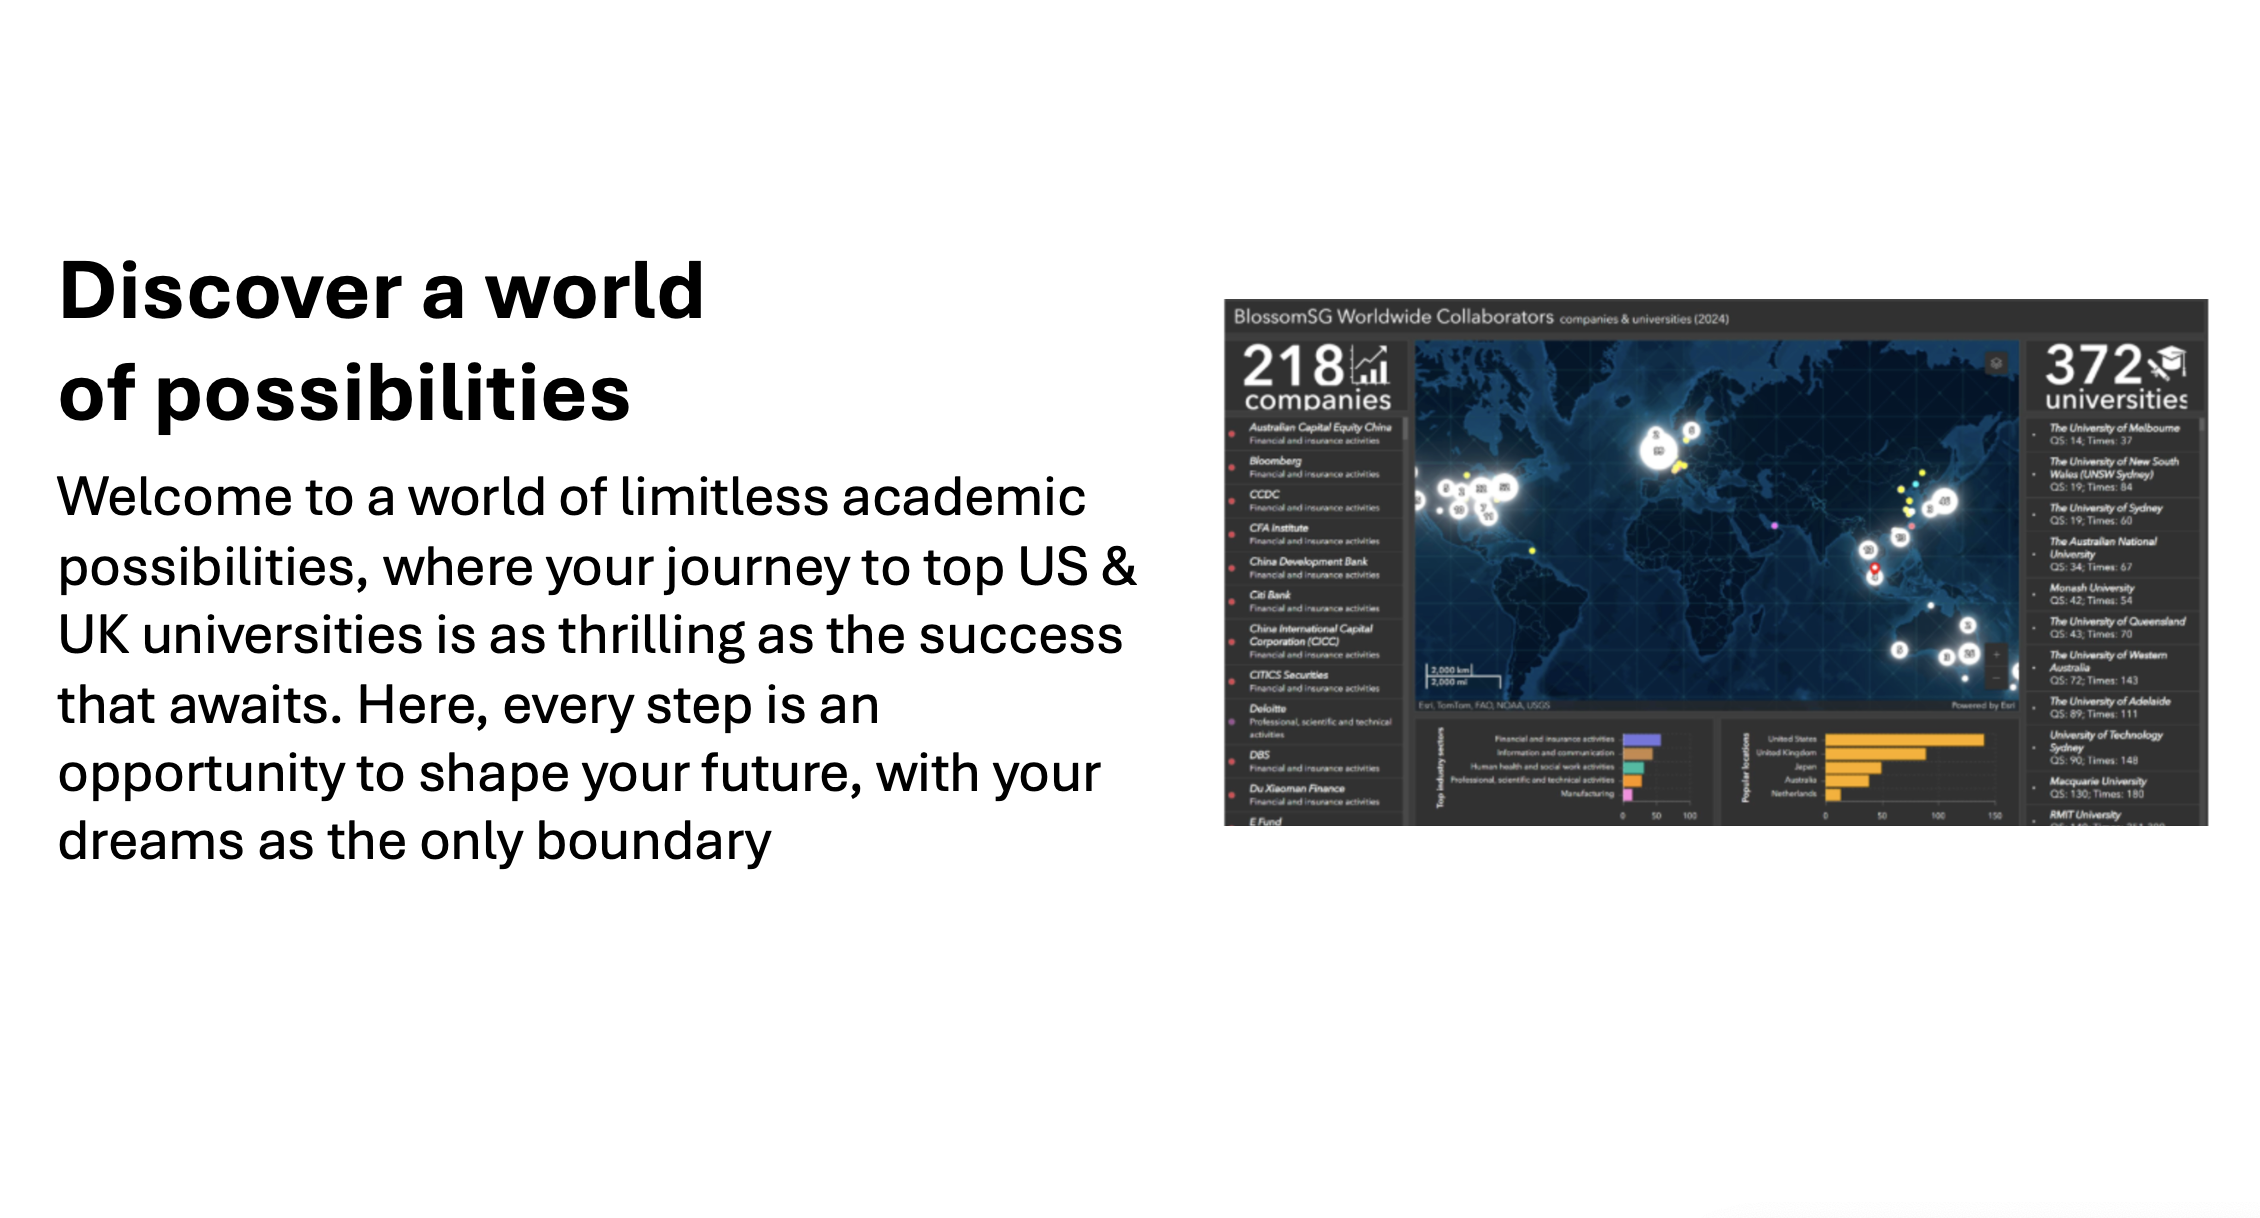 Discover a world
of possibilities
Welcome to a world of limitless academic
possibilities, where your journey to top US &
UK universities is as thrilling as the success
that awaits. Here, every step is an
opportunity to shape your future, with your
dreams as the only boundary
BlossomSG Worldwide Collaborators companies & universities (2024)
218
companies
Australian Capital Equity China
Financial and insurance activities
Bloomberg
Financial and insurance activities
CCDC
Financial and insurance activities
CFA Institute
Financial and insurance activities
China Development Bank
Financial and insurance activities
Citi Bank
Financial and insurance activities
China International Capital
Corporation (CICC)
Financial and insurance activities
CITICS Securities
Financial and insurance activities
Deloitte
Professional, scientific and technical
activities
DBS
Financial and insurance activities
Du Xiaoman Finance
Financial and insurance activities
E Fund
2,000 km
2,000 mi
Esri, TomTom, FAO, NOAA, USGS
Powered by Esri
Top industry sectors
Financial and insurance activities
Information and communication
Human health and social work activities
Professional, scientific and technical activities
Manufacturing
0 50 100
Popular locations
United States
United Kingdom
Japan
Australia
Netherlands
0 50 100 150
372
universities
The University of Melbourne
QS: 14; Times: 37
The University of New South
Wales (UNSW Sydney)
QS: 19; Times: 84
The University of Sydney
QS: 19; Times: 60
The Australian National
University
QS: 34; Times: 67
Monash University
QS: 42; Times: 54
The University of Queensland
QS: 43; Times: 70
The University of Western
Australia
QS: 72; Times: 143
The University of Adelaide
QS: 89; Times: 111
University of Technology
Sydney
QS: 90; Times: 148
Macquarie University
QS: 130; Times: 180
RMIT University